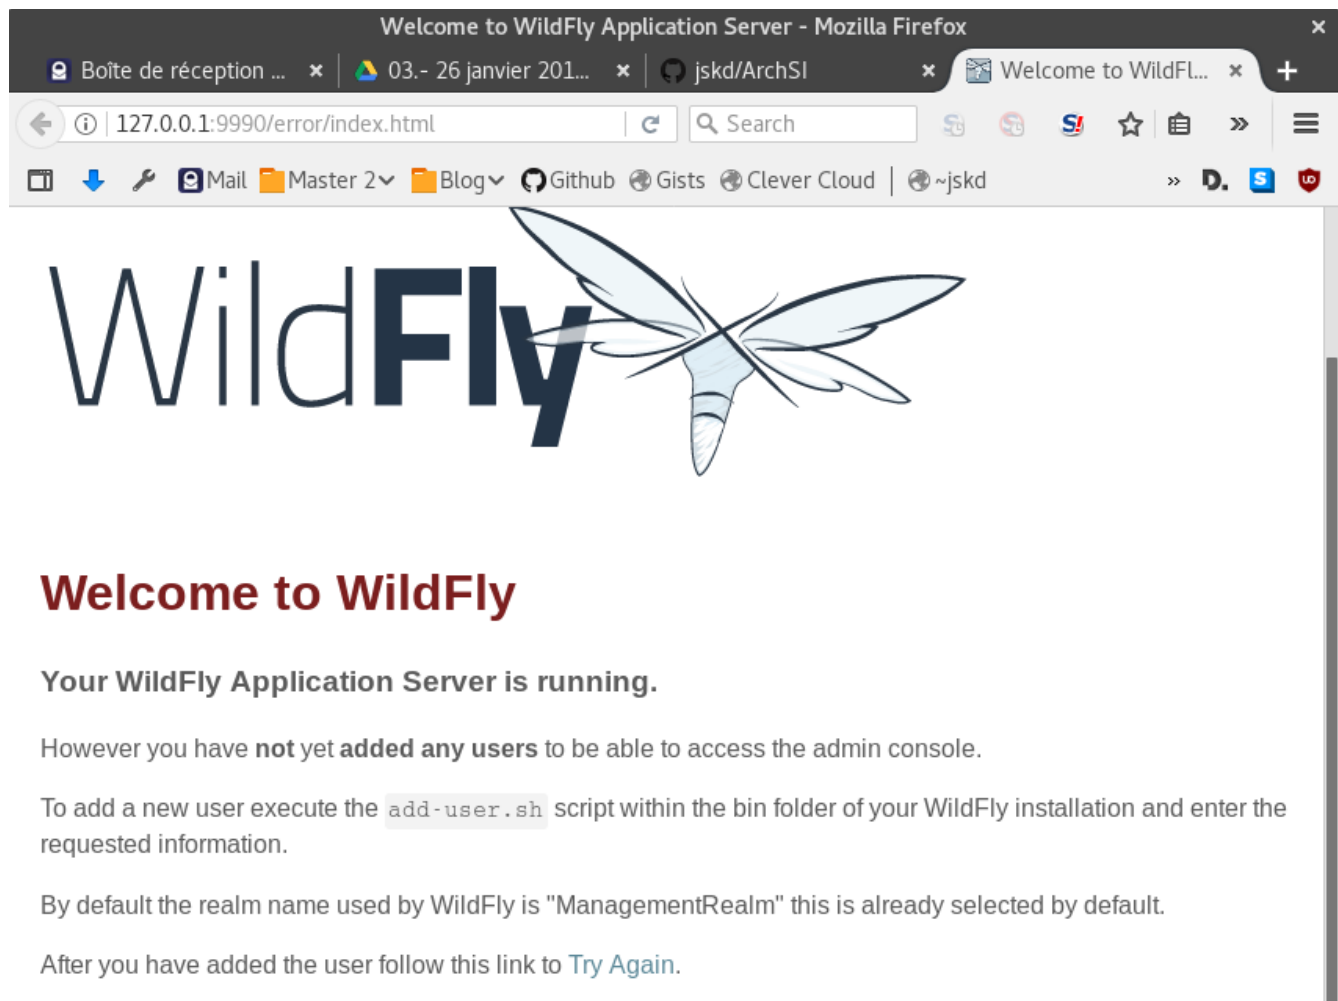 Welcome to WildFly Application Server - Mozilla Firefox
Boîte de réception ... 03.- 26 janvier 201... jskd/ArchSI Welcome to WildFl...
127.0.0.1:9990/error/index.html Search
Mail Master 2 Blog Github Gists Clever Cloud ~jskd D. S
WildFly
Welcome to WildFly
Your WildFly Application Server is running.
However you have not yet added any users to be able to access the admin console.
To add a new user execute the add-user.sh script within the bin folder of your WildFly installation and enter the
requested information.
By default the realm name used by WildFly is "ManagementRealm" this is already selected by default.
After you have added the user follow this link to Try Again.